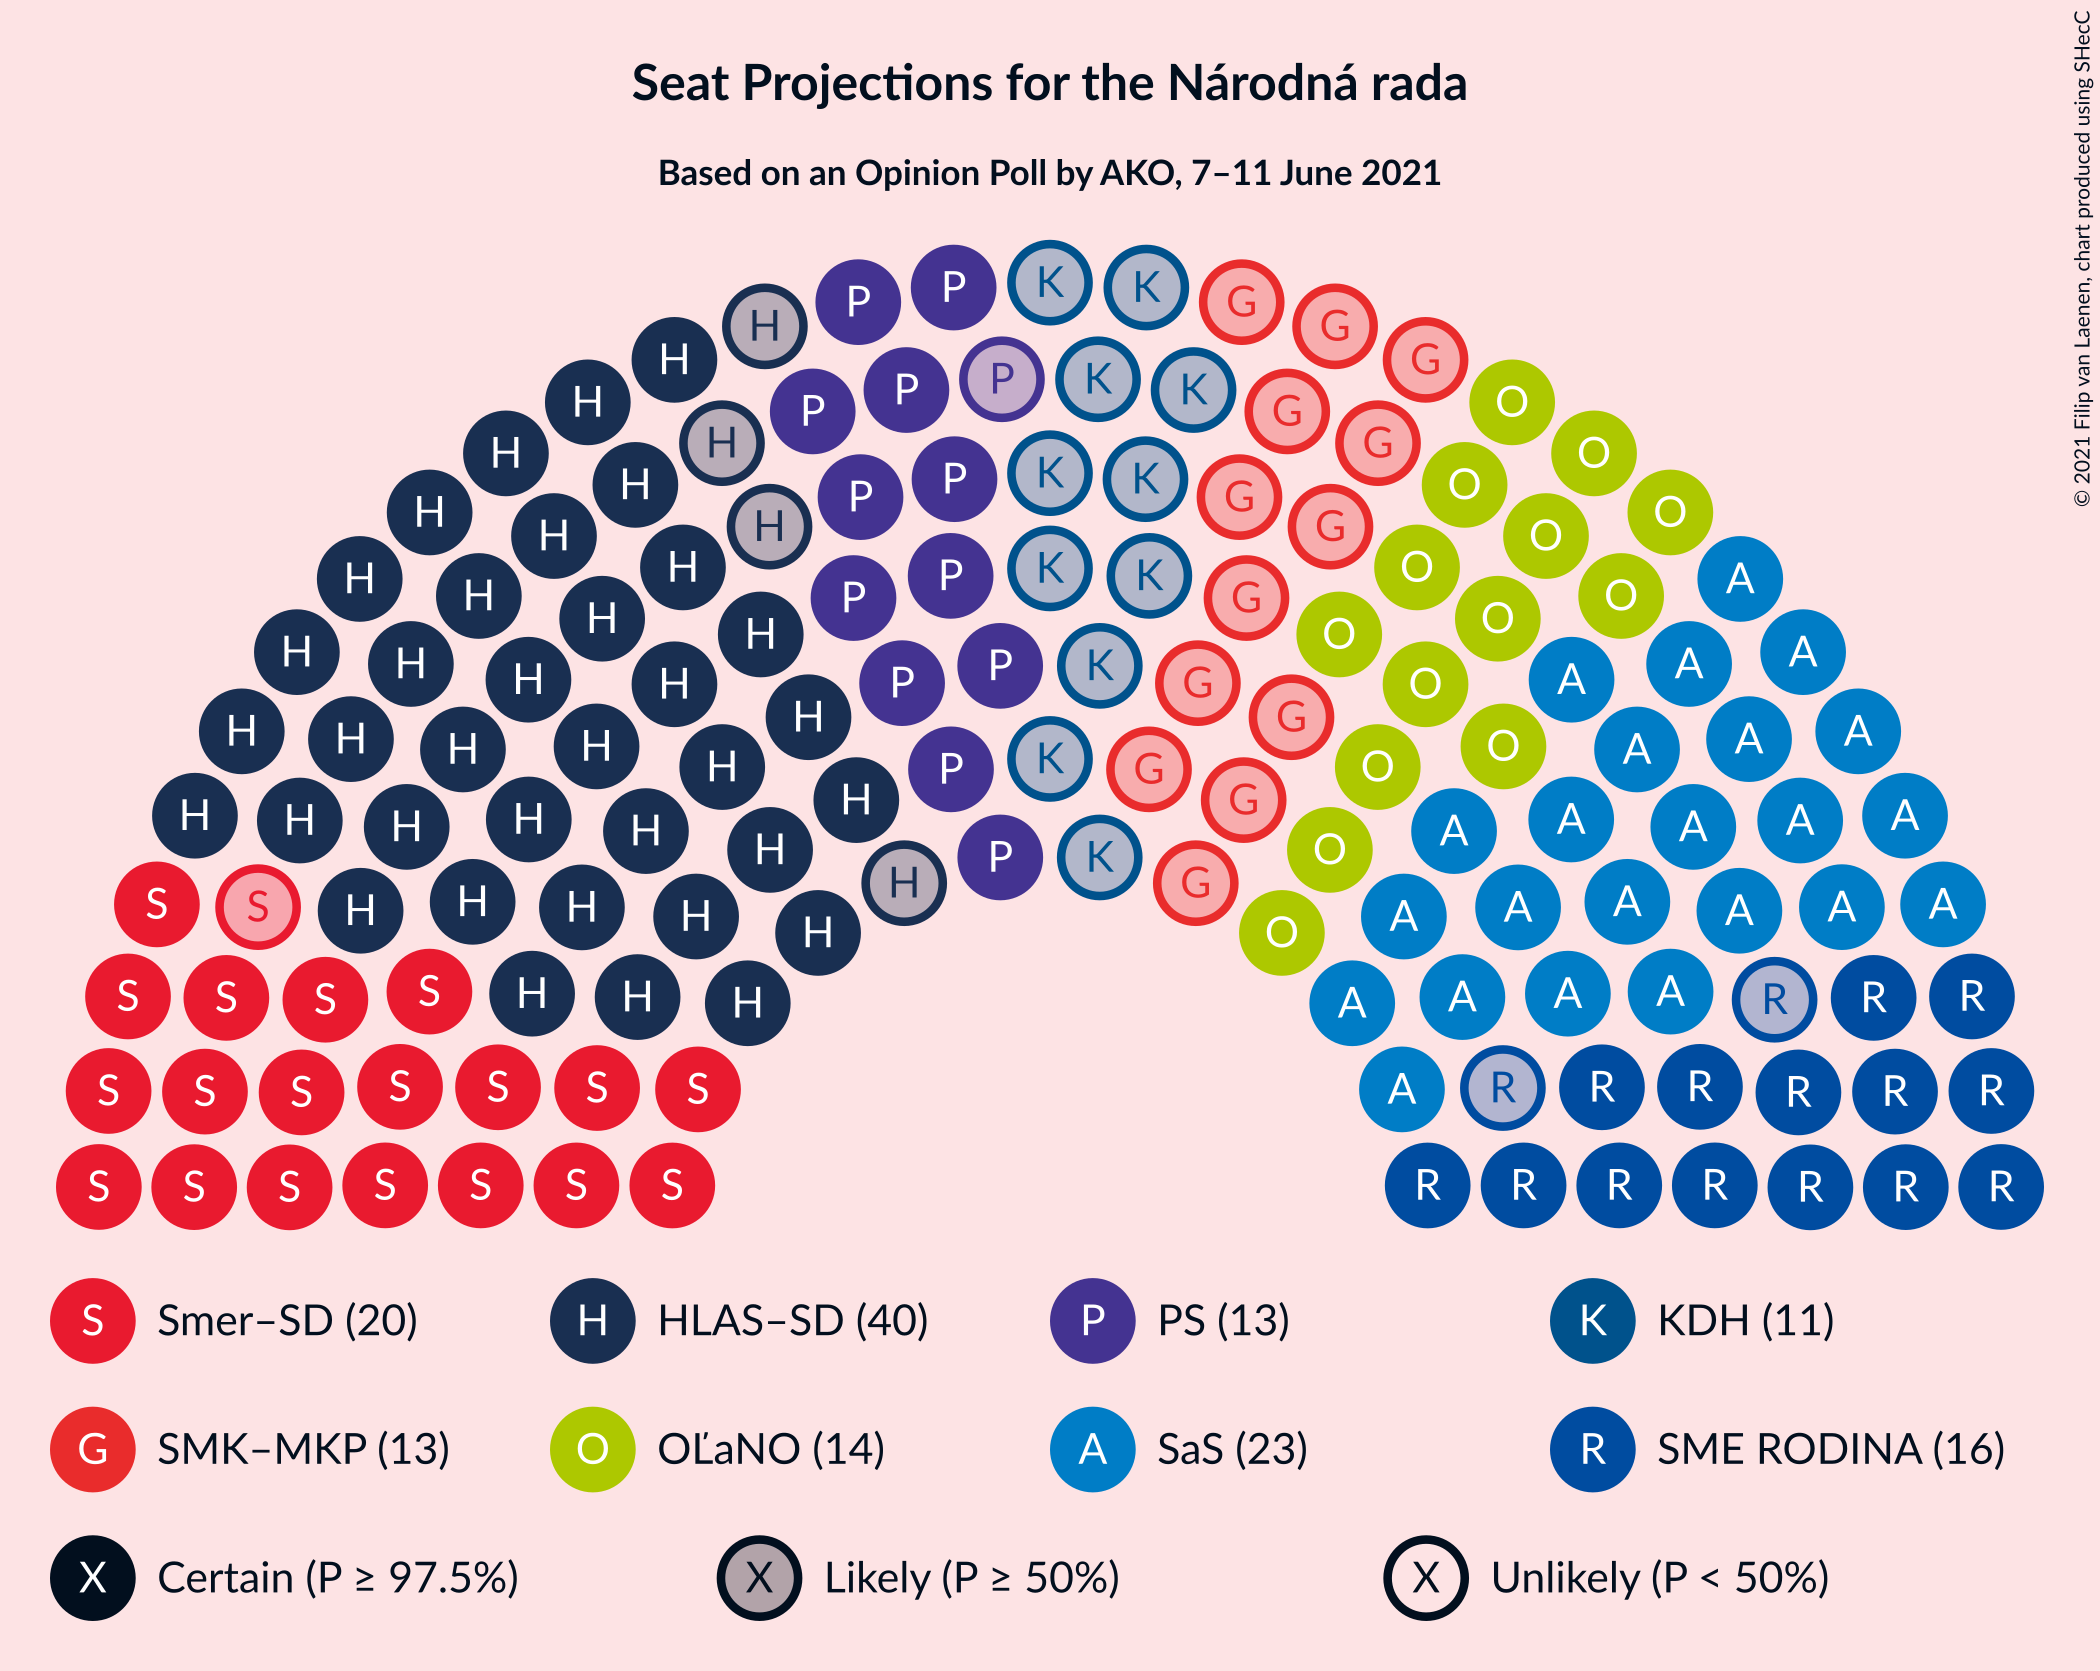 Seat Projections for the Národná rada
Based on an Opinion Poll by AKO, 7–11 June 2021
© 2021 Filip van Laenen, chart produced using SHecC
H P P K K G
H H P P P K K G G G O
H H H P P K K G G O O O
H H H H P P K K G O O O O A
H H H H H P P K G G O O A A A
H H H H H H P K G G O O A A A A
H H H H H H H P K G O A A A A A
S S H H H H H H O A A A A A A
S S S S H H H A A A A R R R
S S S S S S S A R R R R R R
S S S S S S S R R R R R R R
S Smer–SD (20) H HLAS–SD (40) P PS (13) K KDH (11)
G SMK–MKP (13) O OĽaNO (14) A SaS (23) R SME RODINA (16)
X Certain (P ≥ 97.5%) X Likely (P ≥ 50%) X Unlikely (P < 50%)